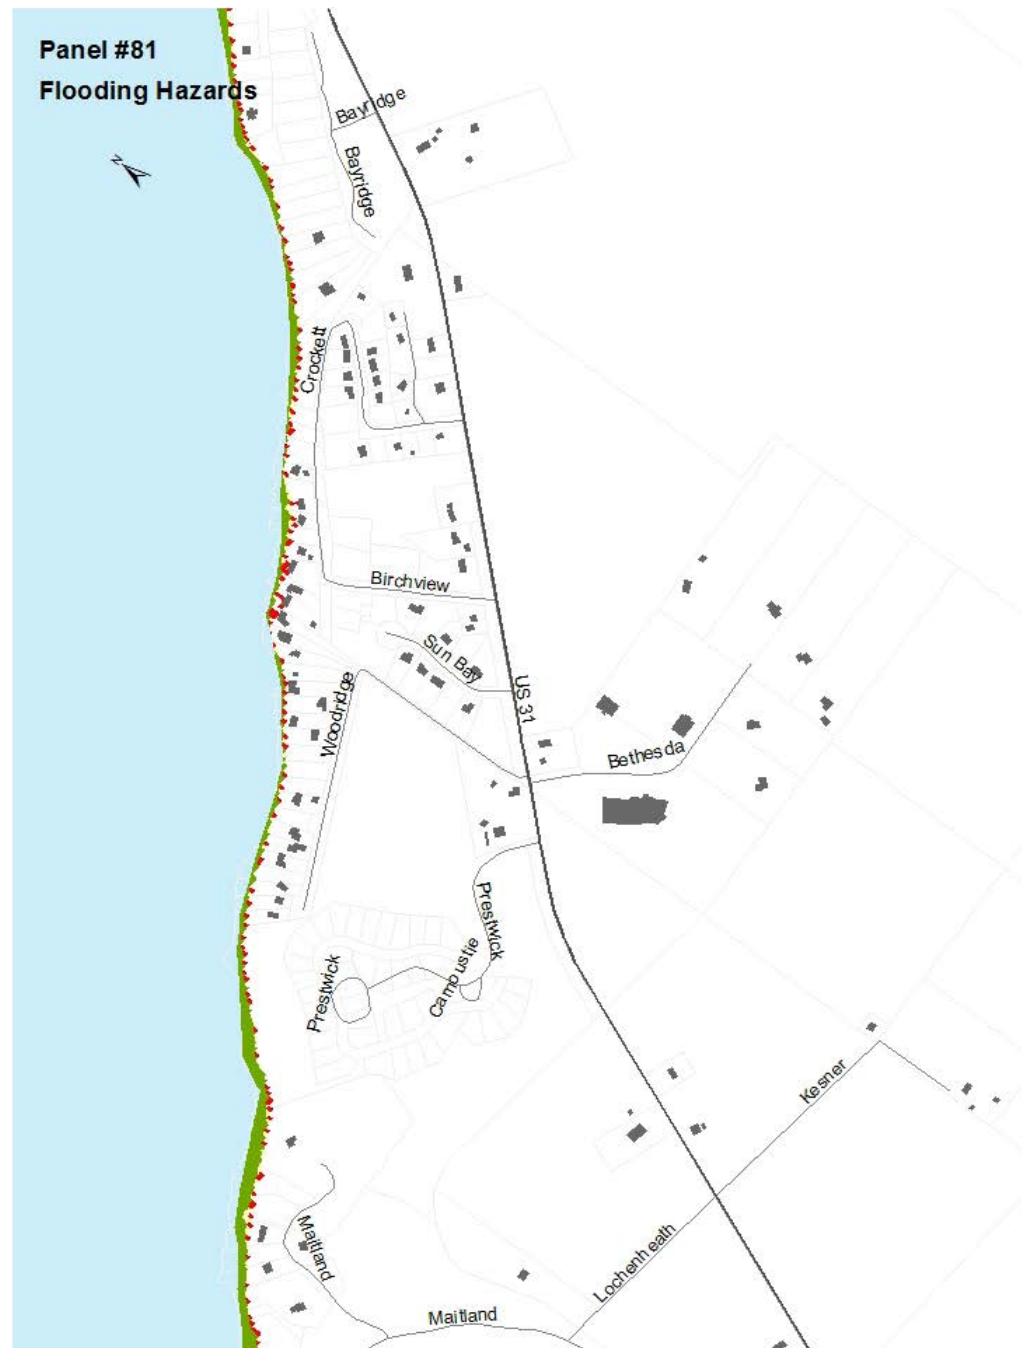 Panel #81
Flooding Hazards
N
Bayridge
Bayridge
Crockett
Birchview
Sun Bay
US 31
Woodridge
Bethesda
Prestwick
Carnoustie
Prestwick
Kesner
Lochenheath
Maitland
Maitland